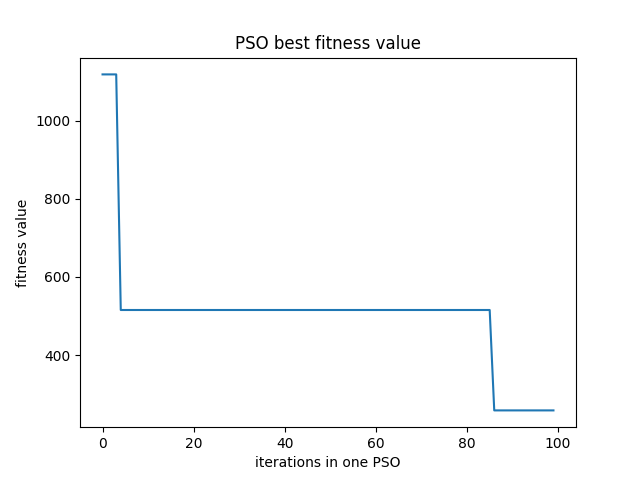 PSO best fitness value
fitness value
1000
800
600
400
0 20 40 60 80 100
iterations in one PSO